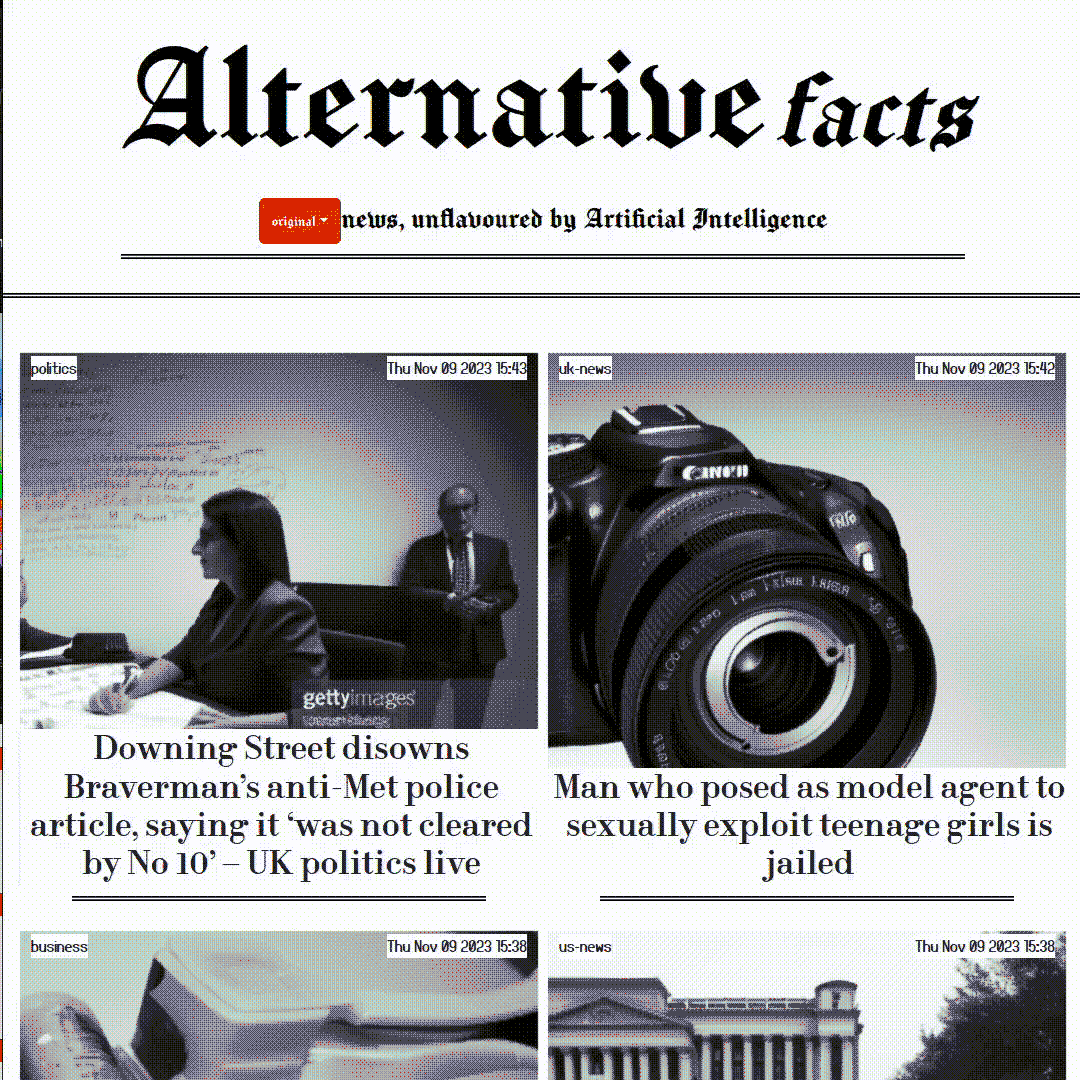 Alternative facts
original news, unflavoured by Artificial Intelligence
politics
Thu Nov 09 2023 15:43
uk-news
Thu Nov 09 2023 15:42
CANON
gettyimages
Downing Street disowns
Braverman's anti-Met police
article, saying it ‘was not cleared
by No 10’ – UK politics live
Man who posed as model agent to
sexually exploit teenage girls is
jailed
business
Thu Nov 09 2023 15:38
us-news
Thu Nov 09 2023 15:38